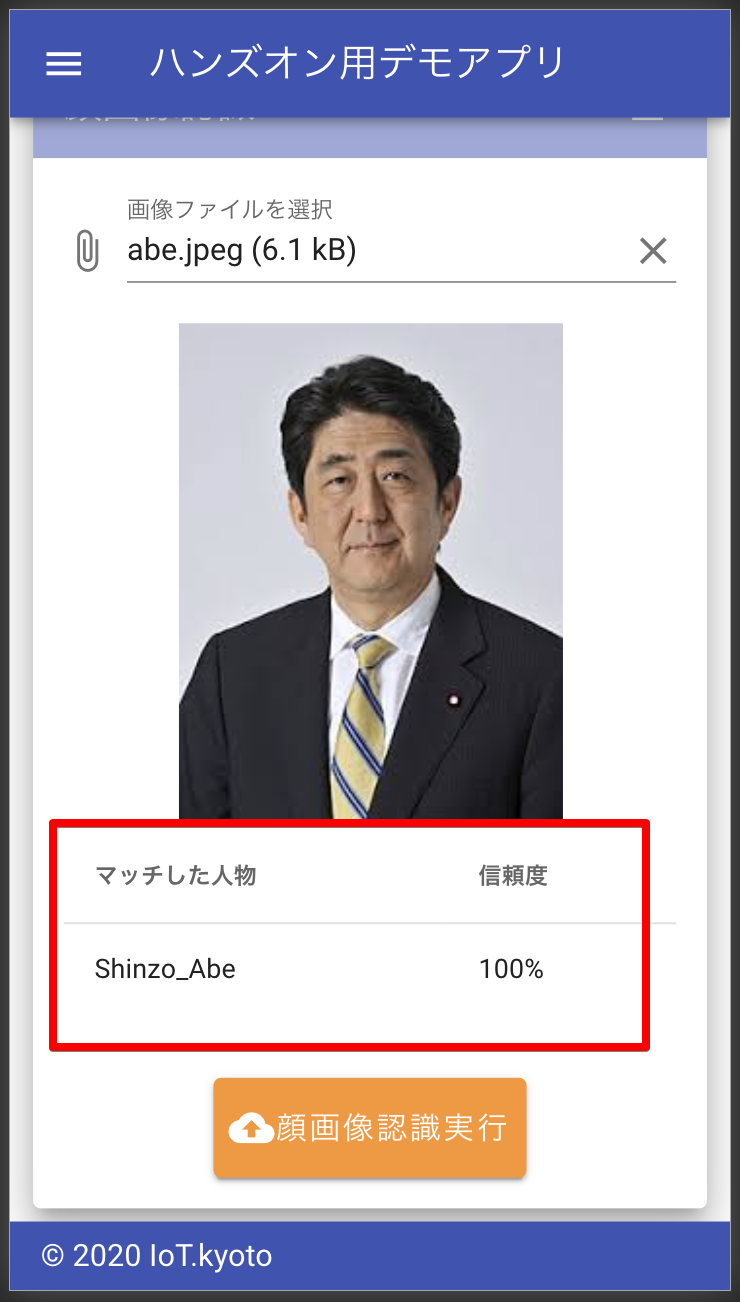 ハンズオン用デモアプリ
画像ファイルを選択
abe.jpeg (6.1 kB)
マッチした人物 信頼度
Shinzo_Abe 100%
顔画像認識実行
© 2020 IoT.kyoto